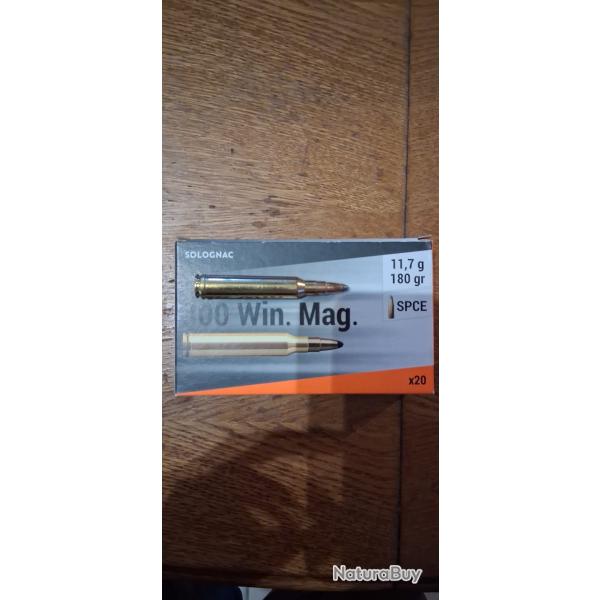 SOLOGNAC
11,7 g
180 gr
00 Win. Mag.
SPCE
x20
NaturaBuy